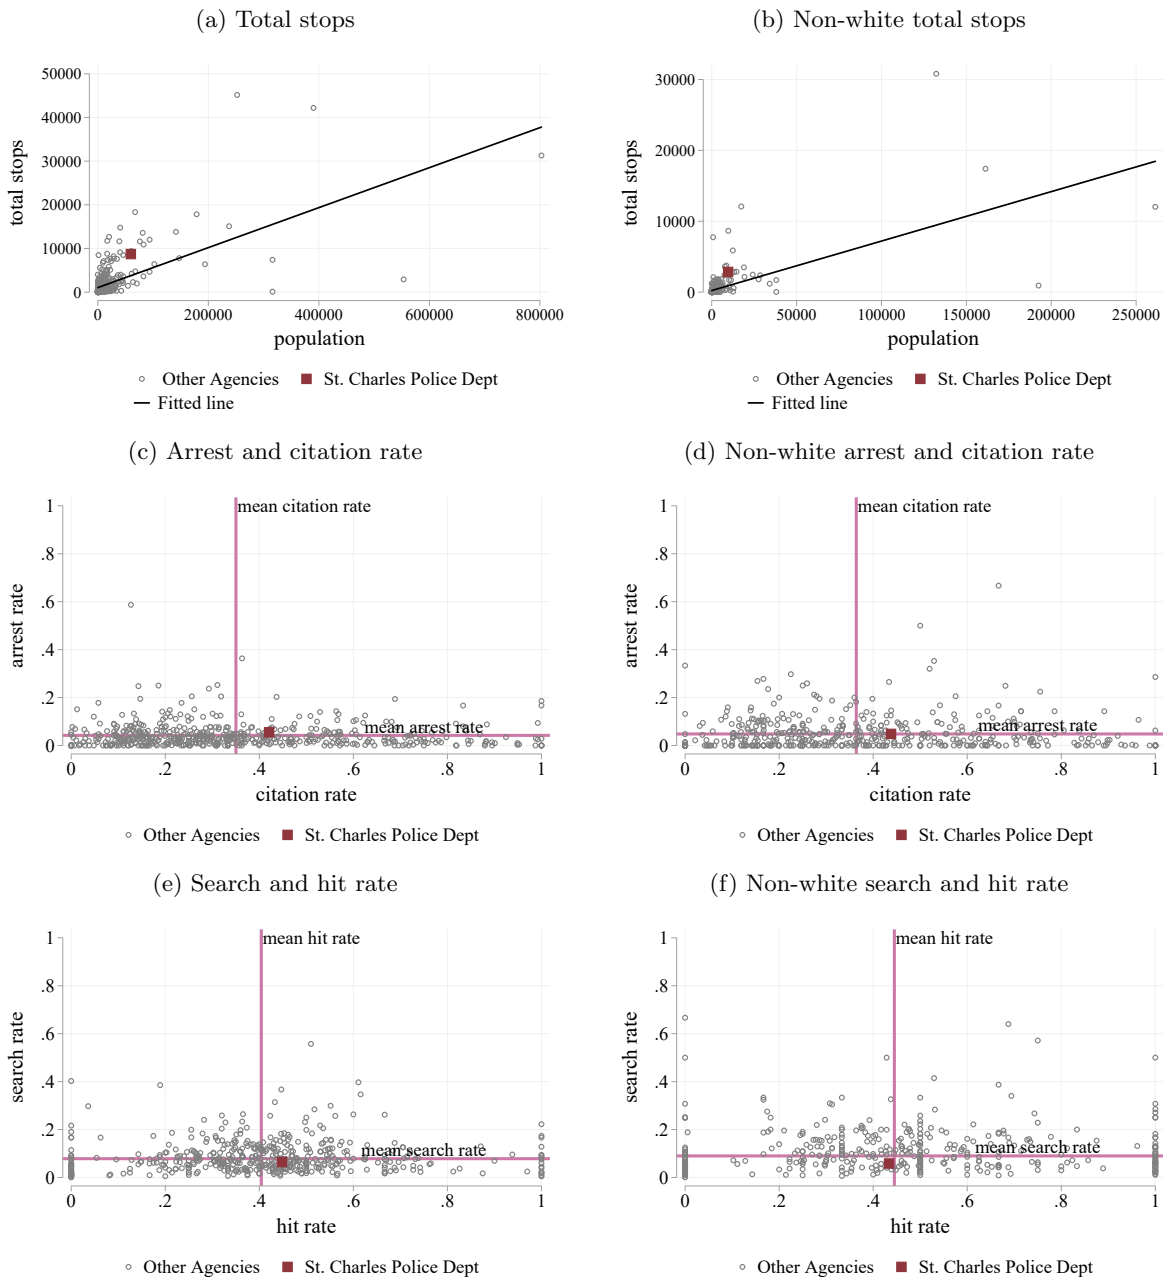 (a) Total stops
total stops
50000
40000
30000
20000
10000
0
0 200000 400000 600000 800000
population
Other Agencies St. Charles Police Dept
Fitted line
(b) Non-white total stops
total stops
30000
20000
10000
0
0 50000 100000 150000 200000 250000
population
Other Agencies St. Charles Police Dept
Fitted line
(c) Arrest and citation rate
arrest rate
1
.8
.6
.4
.2
0
mean citation rate
mean arrest rate
0 .2 .4 .6 .8 1
citation rate
Other Agencies St. Charles Police Dept
(d) Non-white arrest and citation rate
arrest rate
1
.8
.6
.4
.2
0
mean citation rate
mean arrest rate
0 .2 .4 .6 .8 1
citation rate
Other Agencies St. Charles Police Dept
(e) Search and hit rate
search rate
1
.8
.6
.4
.2
0
mean hit rate
mean search rate
0 .2 .4 .6 .8 1
hit rate
Other Agencies St. Charles Police Dept
(f) Non-white search and hit rate
search rate
1
.8
.6
.4
.2
0
mean hit rate
mean search rate
0 .2 .4 .6 .8 1
hit rate
Other Agencies St. Charles Police Dept